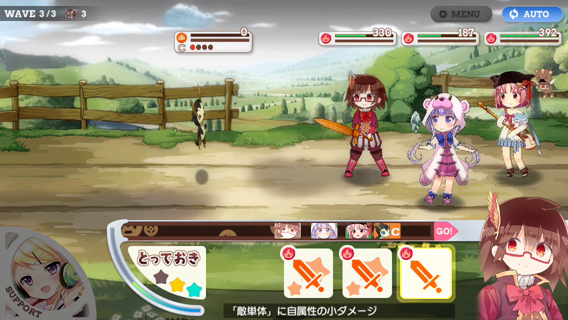 WAVE 3/3 3
MENU
AUTO
0
C
330
187
392
C
GO!
とっておき
SUPPORT
「敵単体」に自属性の小ダメージ